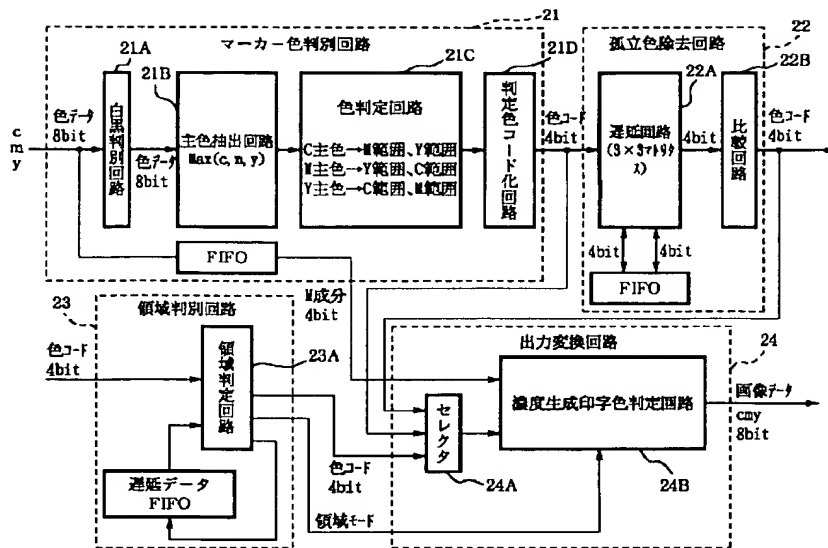 21
マーカー色判別回路
21A
21B
21C
21D
c
m
y
色データ
8bit
白黒判別回路
色データ
8bit
主色抽出回路
Max(c, n, y)
色判定回路
C主色→M範囲、Y範囲
M主色→Y範囲、C範囲
Y主色→C範囲、M範囲
判定色コード化回路
色コード
4bit
FIFO
孤立色除去回路
22
22A
22B
遅延回路
(3×3マトリク
ス)
4bit
比較回路
色コード
4bit
4bit
4bit
FIFO
M成分
4bit
23
領域判別回路
23A
色コード
4bit
領域判定回路
遅延データ
FIFO
色コード
4bit
領域モード
出力変換回路
24
セレクタ
24A
濃度生成印字色判定回路
24B
画像データ
cmy
8bit